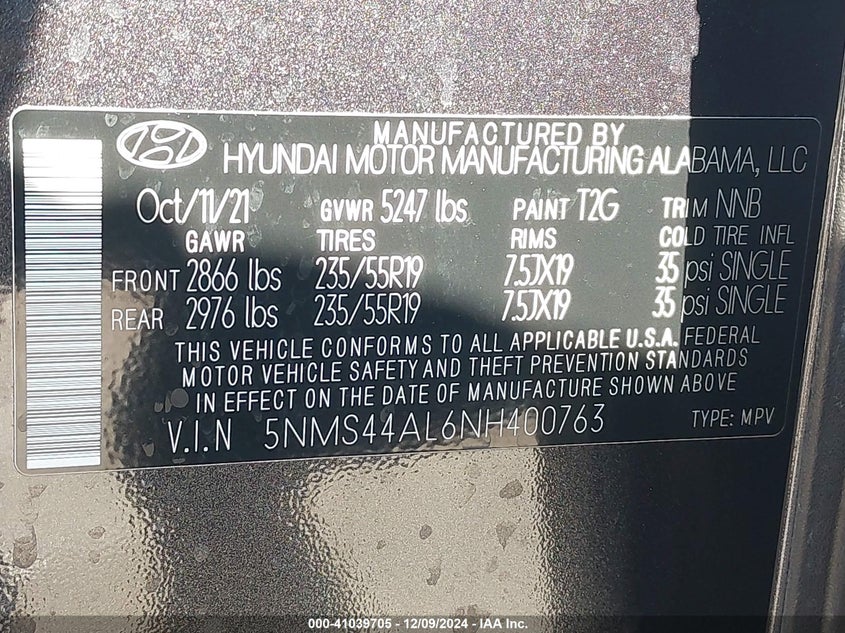 MANUFACTURED BY
HYUNDAI MOTOR MANUFACTURING ALABAMA, LLC
Oct/11/21 GVWR 5247 lbs PAINT T2G TRIM NNB
GAWR TIRES RIMS COLD TIRE INFL
FRONT 2866 lbs 235/55R19 7.5JX19 35 psi SINGLE
REAR 2976 lbs 235/55R19 7.5JX19 35 psi SINGLE
THIS VEHICLE CONFORMS TO ALL APPLICABLE U.S.A. FEDERAL
MOTOR VEHICLE SAFETY AND THEFT PREVENTION STANDARDS
IN EFFECT ON THE DATE OF MANUFACTURE SHOWN ABOVE
V.I.N 5NMS44AL6NH400763 TYPE: MPV
000-41039705 - 12/09/2024 - IAA Inc.